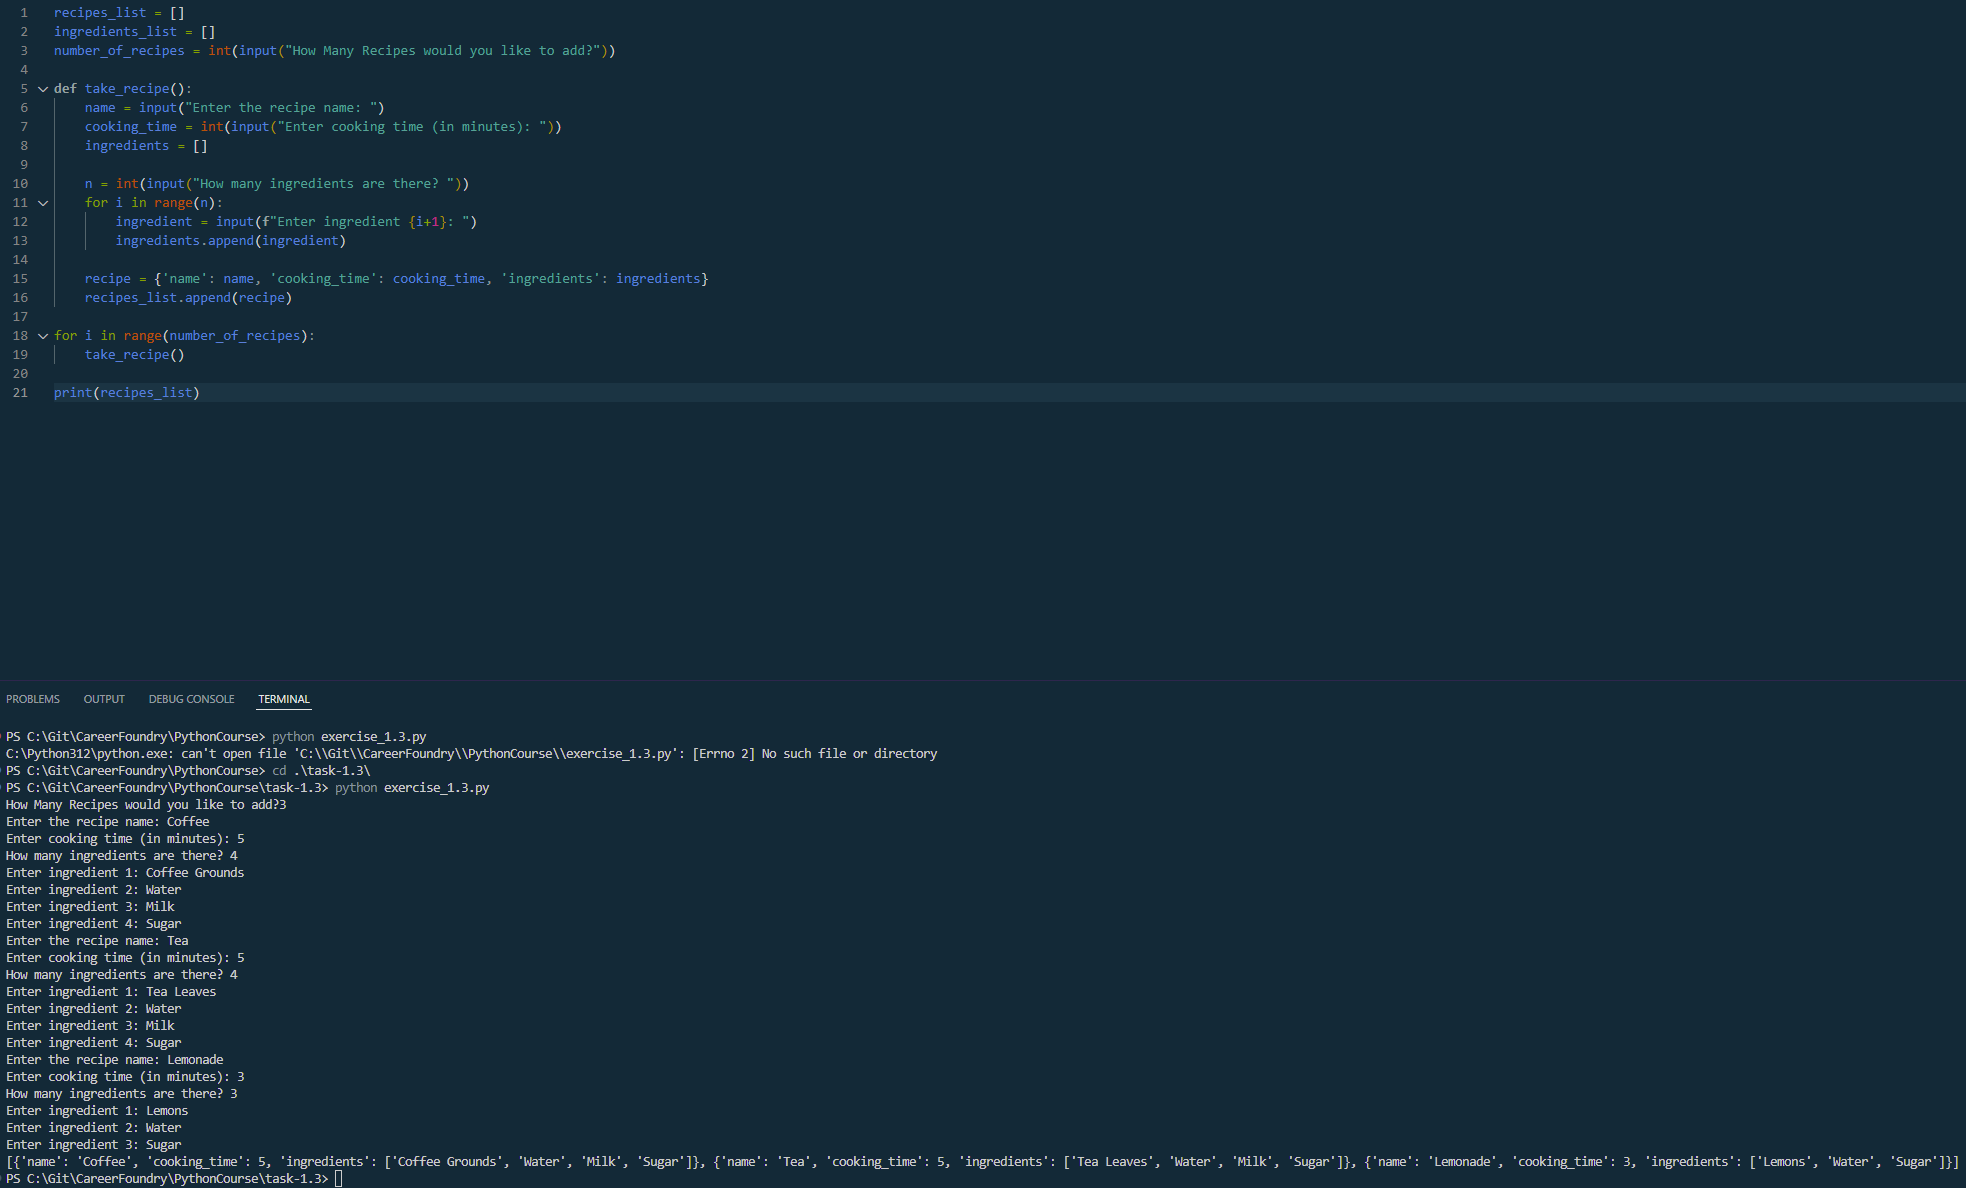 1 recipes_list = []
2 ingredients_list = []
3 number_of_recipes = int(input("How Many Recipes would you like to add?"))
4
5 def take_recipe():
6     name = input("Enter the recipe name: ")
7     cooking_time = int(input("Enter cooking time (in minutes): "))
8     ingredients = []
9
10     n = int(input("How many ingredients are there? "))
11     for i in range(n):
12         ingredient = input(f"Enter ingredient {i+1}: ")
13         ingredients.append(ingredient)
14
15     recipe = {'name': name, 'cooking_time': cooking_time, 'ingredients': ingredients}
16     recipes_list.append(recipe)
17
18 for i in range(number_of_recipes):
19     take_recipe()
20
21 print(recipes_list)
PROBLEMS OUTPUT DEBUG CONSOLE TERMINAL
PS C:\Git\CareerFoundry\PythonCourse> python exercise_1.3.py
C:\Python312\python.exe: can't open file 'C:\\Git\\CareerFoundry\\PythonCourse\\exercise_1.3.py': [Errno 2] No such file or directory
PS C:\Git\CareerFoundry\PythonCourse> cd .\task-1.3\
PS C:\Git\CareerFoundry\PythonCourse\task-1.3> python exercise_1.3.py
How Many Recipes would you like to add?3
Enter the recipe name: Coffee
Enter cooking time (in minutes): 5
How many ingredients are there? 4
Enter ingredient 1: Coffee Grounds
Enter ingredient 2: Water
Enter ingredient 3: Milk
Enter ingredient 4: Sugar
Enter the recipe name: Tea
Enter cooking time (in minutes): 5
How many ingredients are there? 4
Enter ingredient 1: Tea Leaves
Enter ingredient 2: Water
Enter ingredient 3: Milk
Enter ingredient 4: Sugar
Enter the recipe name: Lemonade
Enter cooking time (in minutes): 3
How many ingredients are there? 3
Enter ingredient 1: Lemons
Enter ingredient 2: Water
Enter ingredient 3: Sugar
[{'name': 'Coffee', 'cooking_time': 5, 'ingredients': ['Coffee Grounds', 'Water', 'Milk', 'Sugar']}, {'name': 'Tea', 'cooking_time': 5, 'ingredients': ['Tea Leaves', 'Water', 'Milk', 'Sugar']}, {'name': 'Lemonade', 'cooking_time': 3, 'ingredients': ['Lemons', 'Water', 'Sugar']}]
PS C:\Git\CareerFoundry\PythonCourse\task-1.3>